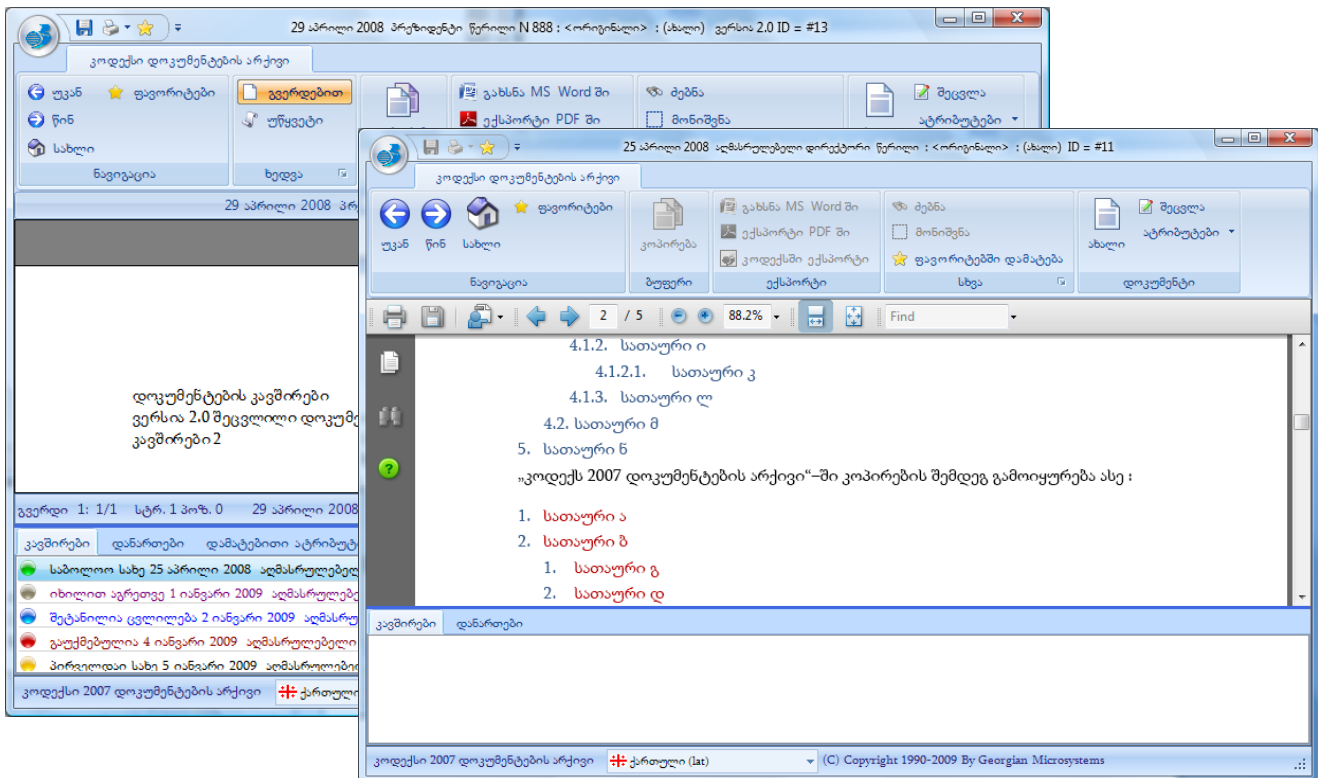 29 აპრილი 2008 პრეზიდენტი წერილი N 888 : <ორიგინალი> : (ახალი) ვერსია 2.0 ID = #13
კოდექსი დოკუმენტების არქივი
უკან ფავორიტები გვერდებით გახსნა MS Word ში ძებნა შეცვლა
წინ უწყვეტი ექსპორტი PDF ში მონიშვნა ატრიბუტები
სახლი
ნავიგაცია ხედვა
29 აპრილი 2008 პრ
დოკუმენტების კავშირები
ვერსია 2.0 შეცვლილი დოკუმე
კავშირები 2
გვერდი 1: 1/1 სტრ. 1 პოზ. 0 29 აპრილი 2008
კავშირები დანართები დამატებითი ატრიბუტ
საბოლოო სახე 25 აპრილი 2008 აღმასრულებელ
იხილით აგრეთვე 1 იანვარი 2009 აღმასრულებე
შეტანილია ცვლილება 2 იანვარი 2009 აღმასრუ
გაუქმებულია 4 იანვარი 2009 აღმასრულებელი
პირველდაი სახე 5 იანვარი 2009 აღმასრულებე
კოდექსი 2007 დოკუმენტების არქივი ქართული
25 აპრილი 2008 აღმასრულებელი დირექტორი წერილი : <ორიგინალი> : (ახალი) ID = #11
კოდექსი დოკუმენტების არქივი
უკან წინ სახლი ფავორიტები კოპირება გახსნა MS Word ში ძებნა ახალი შეცვლა
ექსპორტი PDF ში მონიშვნა ატრიბუტები
კოდექსში ექსპორტი ფავორიტებში დამატება
ნავიგაცია ბუფერი ექსპორტი სხვა დოკუმენტი
2 / 5 88.2% Find
4.1.2. სათაური ი
4.1.2.1. სათაური კ
4.1.3. სათაური ლ
4.2. სათაური მ
5. სათაური ნ
„კოდექს 2007 დოკუმენტების არქივი“–ში კოპირების შემდეგ გამოიყურება ასე :
1. სათაური ა
2. სათაური ბ
1. სათაური გ
2. სათაური დ
კავშირები დანართები
კოდექსი 2007 დოკუმენტების არქივი ქართული (lat) (C) Copyright 1990-2009 By Georgian Microsystems